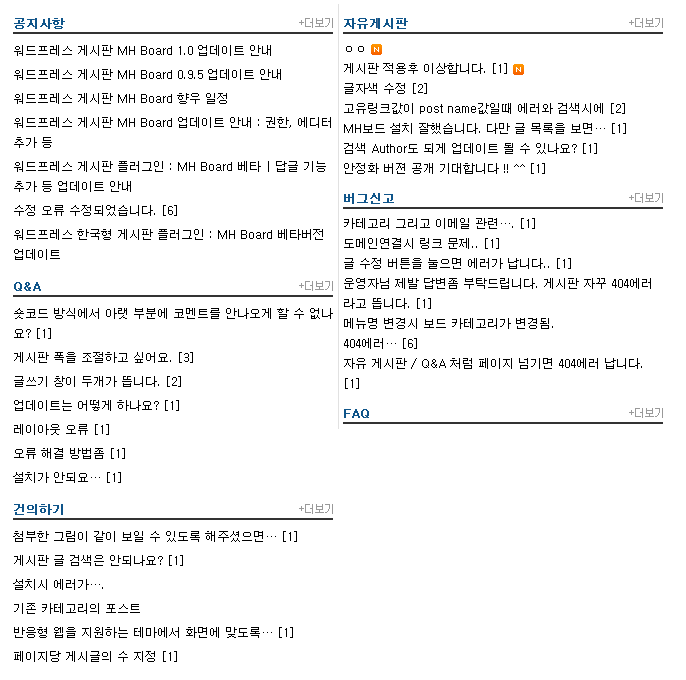 공지사항 +더보기
워드프레스 게시판 MH Board 1.0 업데이트 안내
워드프레스 게시판 MH Board 0.9.5 업데이트 안내
워드프레스 게시판 MH Board 향우 일정
워드프레스 게시판 MH Board 업데이트 안내 : 권한, 에디터
추가 등
워드프레스 게시판 플러그인 : MH Board 베타 | 답글 기능
추가 등 업데이트 안내
수정 오류 수정되었습니다. [6]
워드프레스 한국형 게시판 플러그인 : MH Board 베타버전
업데이트
Q&A +더보기
숏코드 방식에서 아랫 부분에 코멘트를 안나오게 할 수 없나
요? [1]
게시판 폭을 조절하고 싶어요. [3]
글쓰기 창이 두개가 뜹니다. [2]
업데이트는 어떻게 하나요? [1]
레이아웃 오류 [1]
오류 해결 방법좀 [1]
설치가 안되요… [1]
건의하기 +더보기
첨부한 그림이 같이 보일 수 있도록 해주셨으면… [1]
게시판 글 검색은 안되나요? [1]
설치시 에러가….
기존 카테고리의 포스트
반응형 웹을 지원하는 테마에서 화면에 맞도록… [1]
페이지당 게시글의 수 지정 [1]
자유게시판 +더보기
ㅇㅇ N
게시판 적용후 이상합니다. [1] N
글자색 수정 [2]
고유링크값이 post name값일때 에러와 검색시에 [2]
MH보드 설치 잘했습니다. 다만 글 목록을 보면… [1]
검색 Author도 되게 업데이트 될 수 있나요? [1]
안정화 버젼 공개 기대합니다 !! ^^ [1]
버그신고 +더보기
카테고리 그리고 이메일 관련…. [1]
도메인연결시 링크 문제.. [1]
글 수정 버튼을 눌으면 에러가 납니다.. [1]
운영자님 제발 답변좀 부탁드립니다. 게시판 자꾸 404에러
라고 뜹니다. [1]
메뉴명 변경시 보드 카테고리가 변경됨.
404에러… [6]
자유 게시판 / Q&A 처럼 페이지 넘기면 404에러 납니다.
[1]
FAQ +더보기